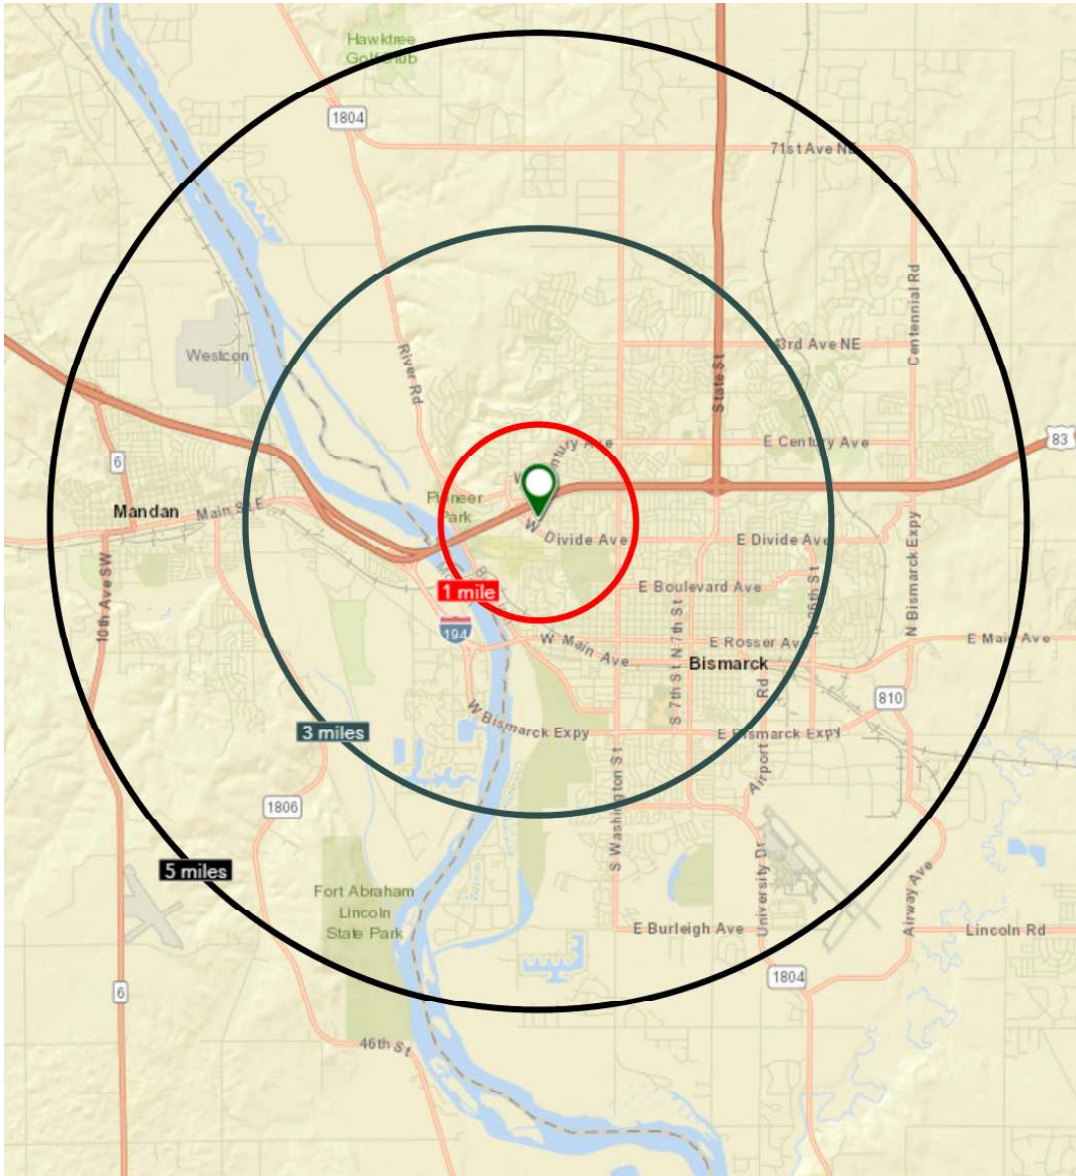 Hawktree
Golf Club
1804
71st Ave NE
Centennial Rd
Westcon
River Rd
State St
43rd Ave NE
83
E Century Ave
6
Pioneer
Park
Mandan
Main St E
W Divide Ave
E Divide Ave
10th Ave SW
1 mile
E Boulevard Ave
N 26th St
N Bismarck Expy
194
W Main Ave
E Rosser Ave
E Main Ave
Bismarck
S 7th St
N 7th St
810
3 miles
W Bismarck Expy
E Bismarck Expy
Airport Rd
1806
S Washington St
5 miles
University Dr
Airway Ave
Fort Abraham
Lincoln
State Park
E Burleigh Ave
Lincoln Rd
1804
6
46th St